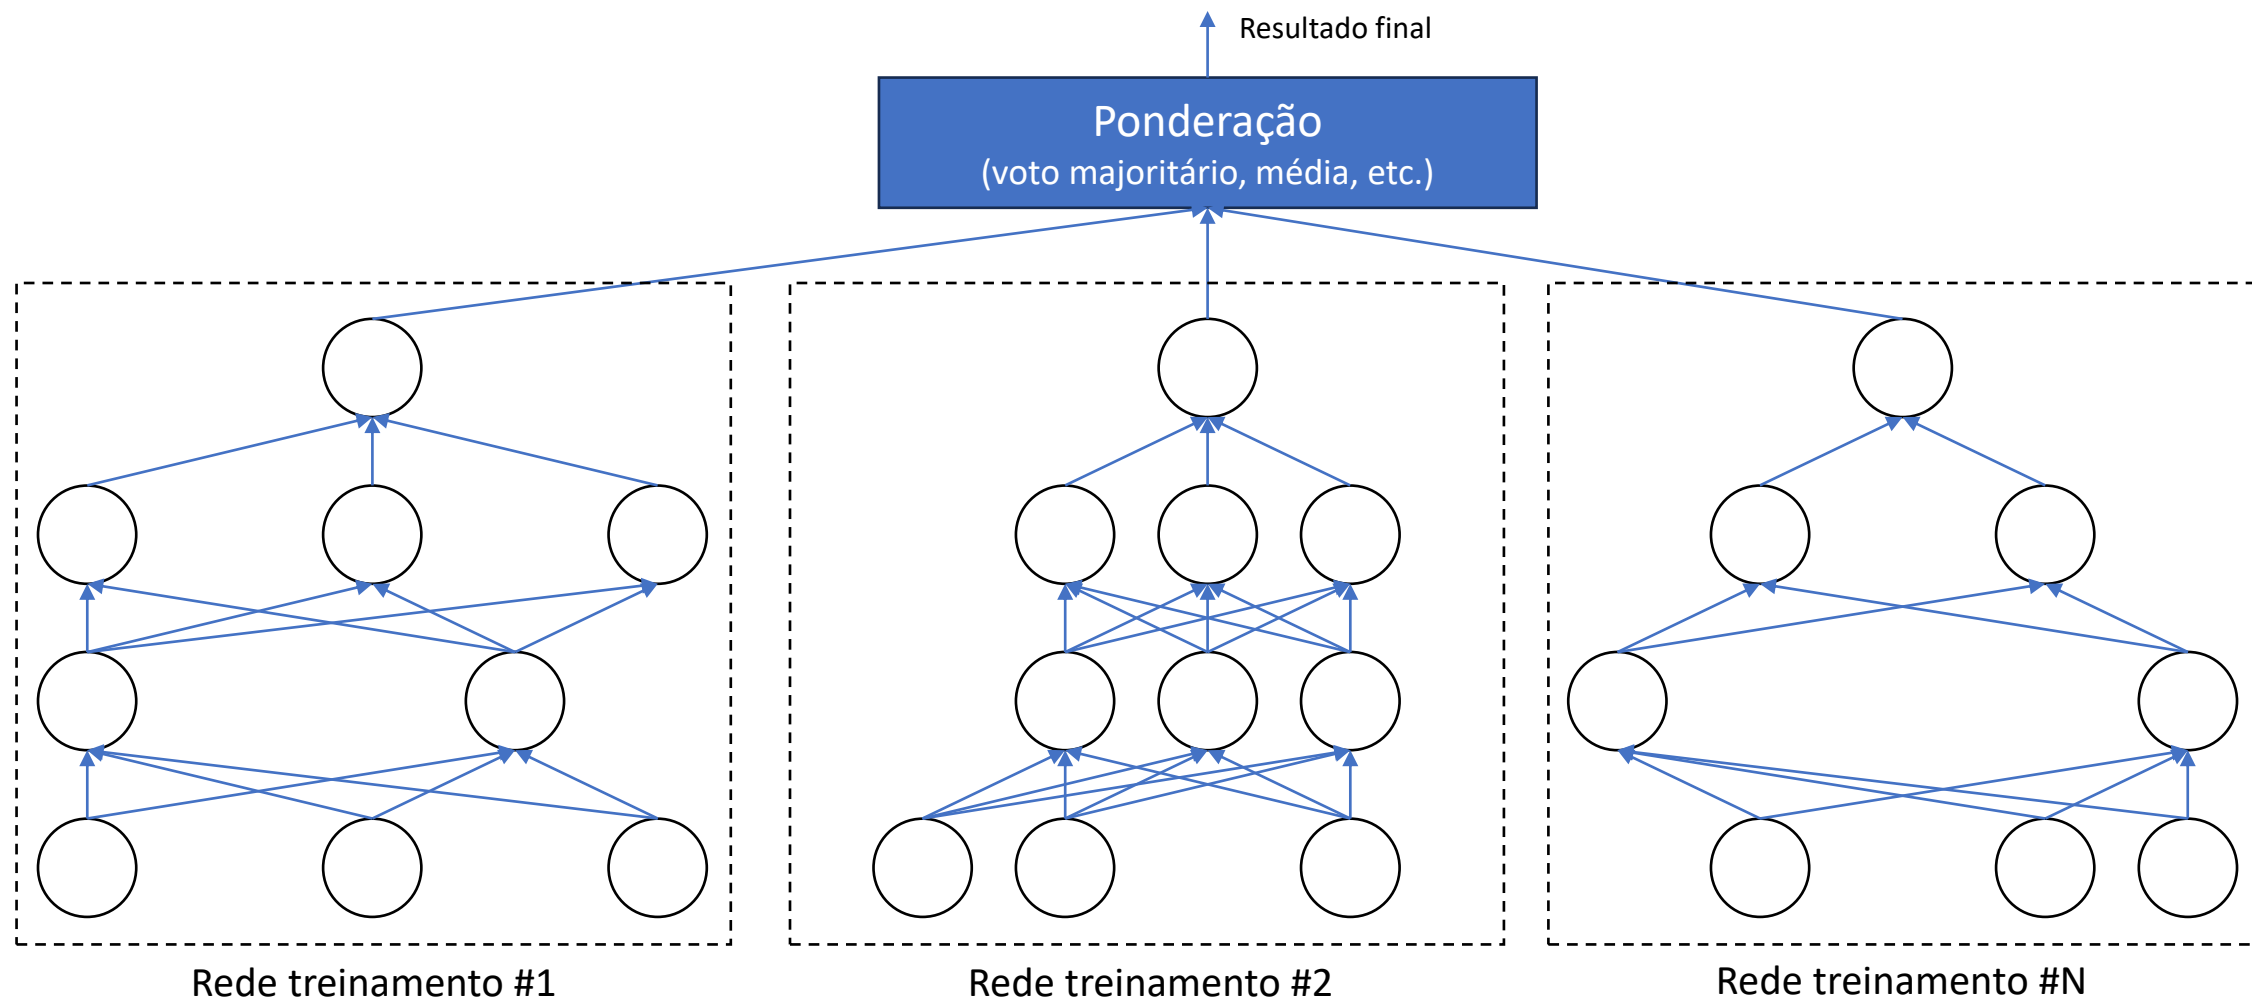 Resultado final
Ponderação
(voto majoritário, média, etc.)
Rede treinamento #1
Rede treinamento #2
Rede treinamento #N